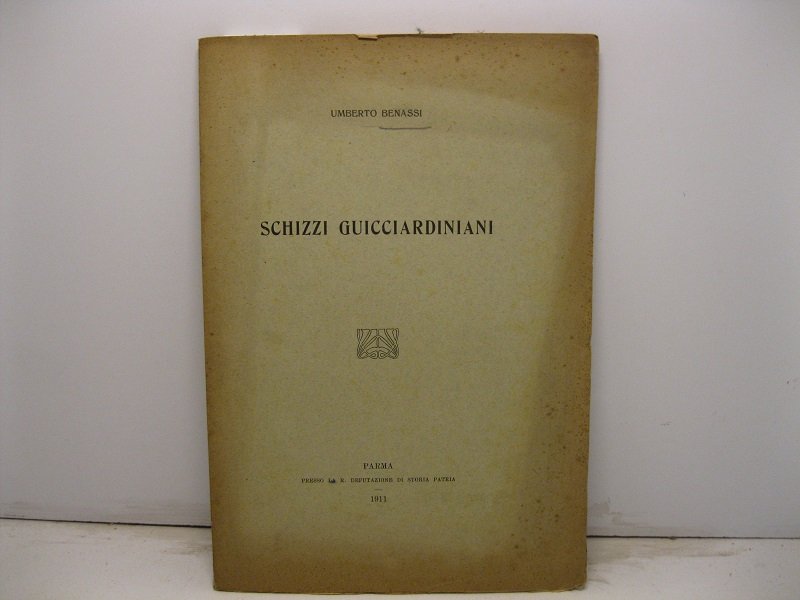 UMBERTO BENASSI
SCHIZZI GUICCIARDINIANI
PARMA
PRESSO LA R. DEPUTAZIONE DI STORIA PATRIA
1911